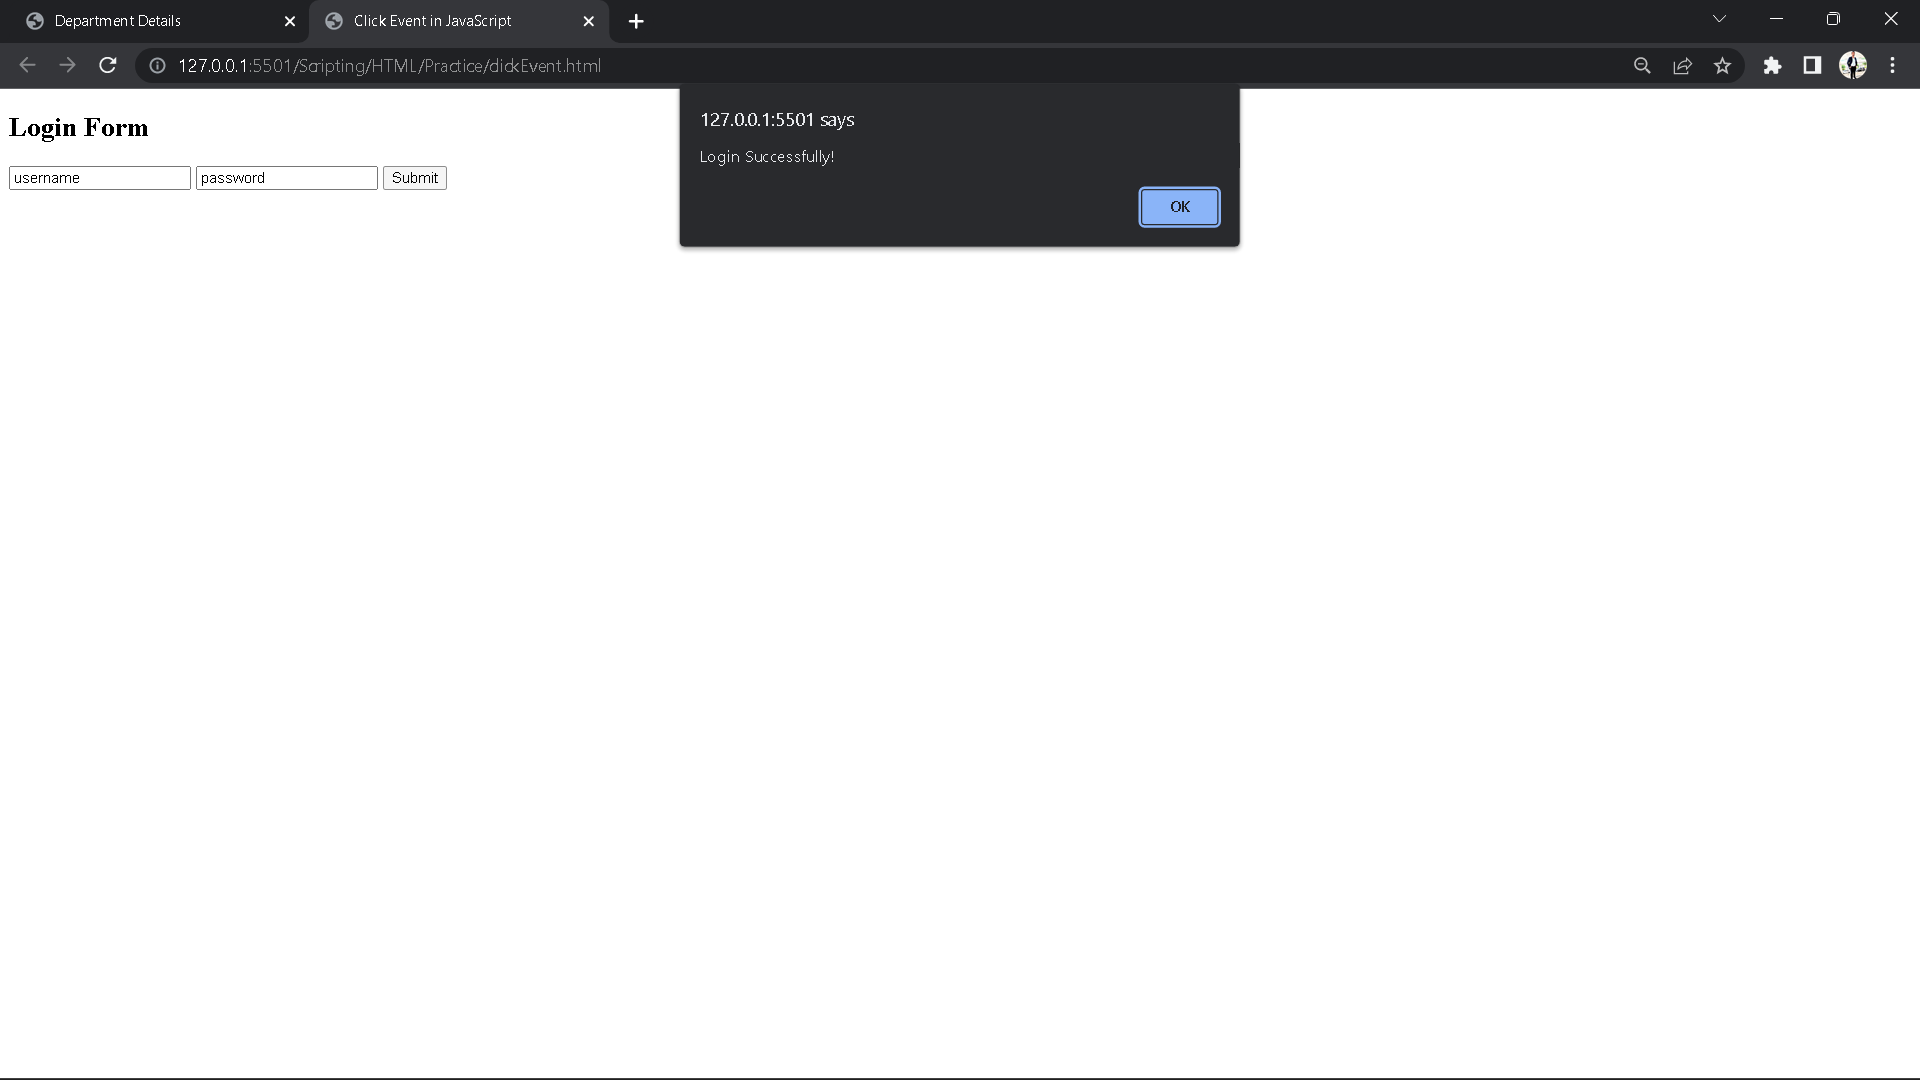 Department Details
Click Event in JavaScript
127.0.0.1:5501/Scripting/HTML/Practice/clickEvent.html
127.0.0.1:5501 says
Login Successfully!
OK
Login Form
username password Submit